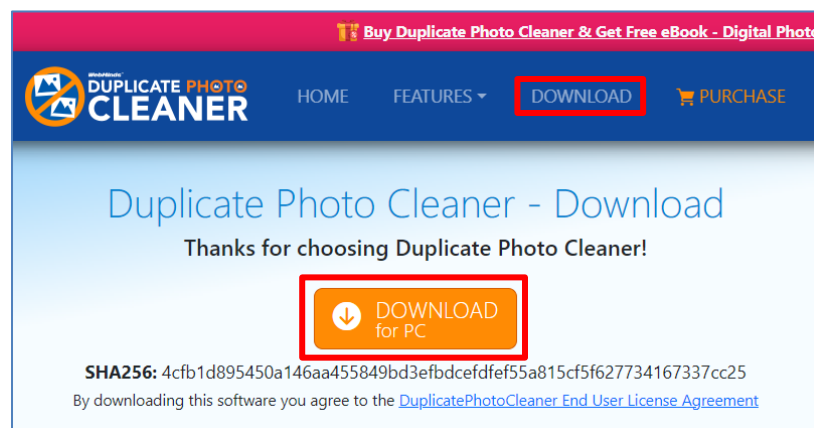 Buy Duplicate Photo Cleaner & Get Free eBook - Digital Photo
DUPLICATE PHOTO
CLEANER
HOME FEATURES DOWNLOAD PURCHASE
Duplicate Photo Cleaner - Download
Thanks for choosing Duplicate Photo Cleaner!
DOWNLOAD
for PC
SHA256: 4cfb1d895450a146aa455849bd3efbdcefdfef55a815cf5f627734167337cc25
By downloading this software you agree to the DuplicatePhotoCleaner End User License Agreement